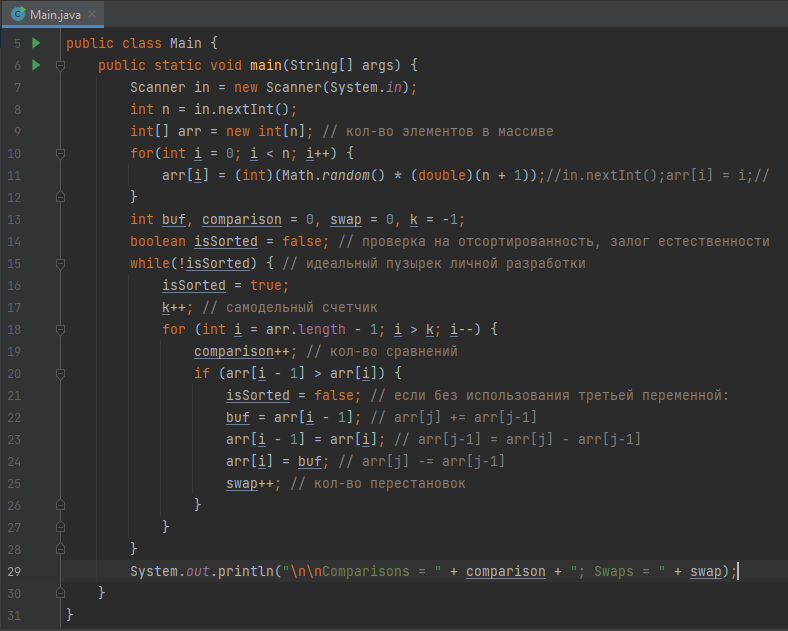 Main.java
5 public class Main {
6 public static void main(String[] args) {
7 Scanner in = new Scanner(System.in);
8 int n = in.nextInt();
9 int[] arr = new int[n]; // кол-во элементов в массиве
10 for(int i = 0; i < n; i++) {
11 arr[i] = (int)(Math.random() * (double)(n + 1));//in.nextInt();arr[i] = i;//
12 }
13 int buf, comparison = 0, swap = 0, k = -1;
14 boolean isSorted = false; // проверка на отсортированность, залог естественности
15 while(!isSorted) { // идеальный пузырек личной разработки
16 isSorted = true;
17 k++; // самодельный счетчик
18 for (int i = arr.length - 1; i > k; i--) {
19 comparison++; // кол-во сравнений
20 if (arr[i - 1] > arr[i]) {
21 isSorted = false; // если без использования третьей переменной:
22 buf = arr[i - 1]; // arr[j] += arr[j-1]
23 arr[i - 1] = arr[i]; // arr[j-1] = arr[j] - arr[j-1]
24 arr[i] = buf; // arr[j] -= arr[j-1]
25 swap++; // кол-во перестановок
26 }
27 }
28 }
29 System.out.println("\n\nComparisons = " + comparison + "; Swaps = " + swap);
30 }
31 }